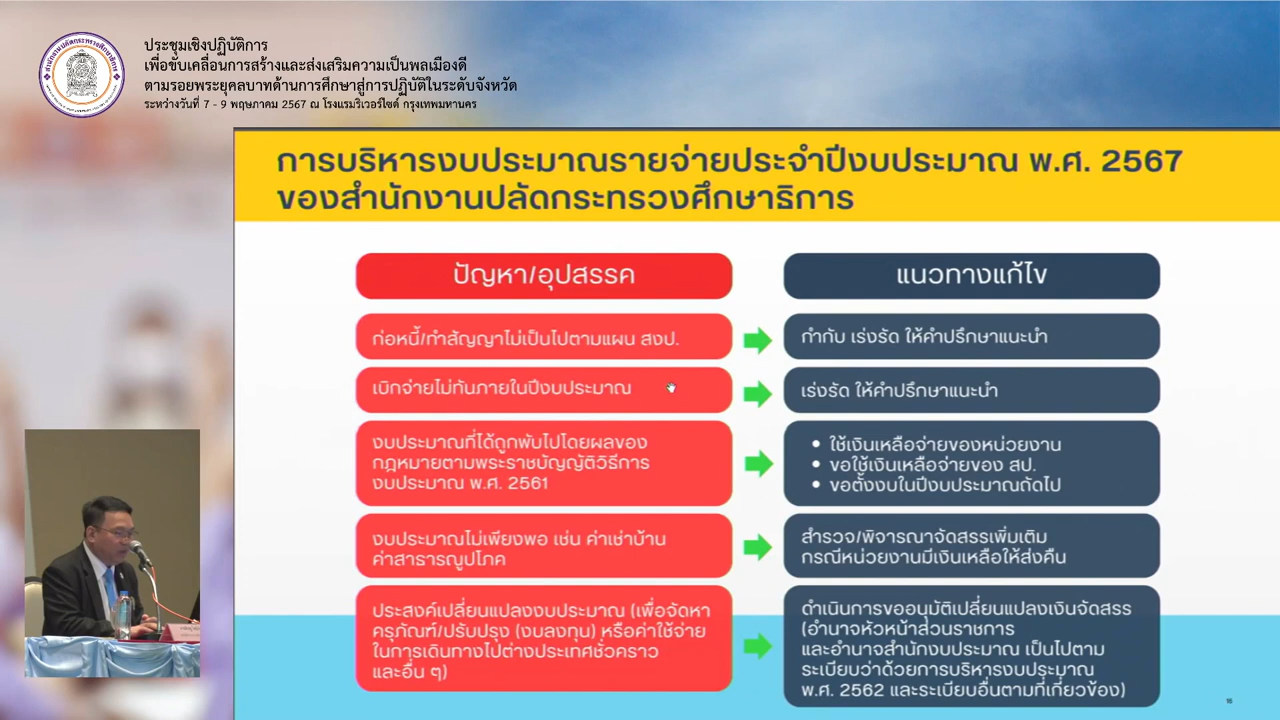 ประชุมเชิงปฏิบัติการ
เพื่อขับเคลื่อนการสร้างและส่งเสริมความเป็นพลเมืองดี
ตามรอยพระยุคลบาทด้านการศึกษาสู่การปฏิบัติในระดับจังหวัด
ระหว่างวันที่ 7 - 9 พฤษภาคม 2567 ณ โรงแรมริเวอร์ไซด์ กรุงเทพมหานคร
การบริหารงบประมาณรายจ่ายประจำปีงบประมาณ พ.ศ. 2567
ของสำนักงานปลัดกระทรวงศึกษาธิการ
ปัญหา/อุปสรรค
แนวทางแก้ไข
ก่อหนี้/ทำสัญญาไม่เป็นไปตามแผน สงป.
กำกับ เร่งรัด ให้คำปรึกษาแนะนำ
เบิกจ่ายไม่ทันภายในปีงบประมาณ
เร่งรัด ให้คำปรึกษาแนะนำ
งบประมาณที่ได้ถูกพับไปโดยผลของ
กฎหมายตามพระราชบัญญัติวิธีการ
งบประมาณ พ.ศ. 2561
• ใช้เงินเหลือจ่ายของหน่วยงาน
• ขอใช้เงินเหลือจ่ายของ สป.
• ขอตั้งงบในปีงบประมาณถัดไป
งบประมาณไม่เพียงพอ เช่น ค่าเช่าบ้าน
ค่าสาธารณูปโภค
สำรวจ/พิจารณาจัดสรรเพิ่มเติม
กรณีหน่วยงานมีเงินเหลือให้ส่งคืน
ประสงค์เปลี่ยนแปลงงบประมาณ (เพื่อจัดหา
ครุภัณฑ์/ปรับปรุง (งบลงทุน) หรือค่าใช้จ่าย
ในการเดินทางไปต่างประเทศชั่วคราว
และอื่น ๆ)
ดำเนินการขออนุมัติเปลี่ยนแปลงเงินจัดสรร
(อำนาจหัวหน้าส่วนราชการ
และอำนาจสำนักงบประมาณ เป็นไปตาม
ระเบียบว่าด้วยการบริหารงบประมาณ
พ.ศ. 2562 และระเบียบอื่นตามที่เกี่ยวข้อง)